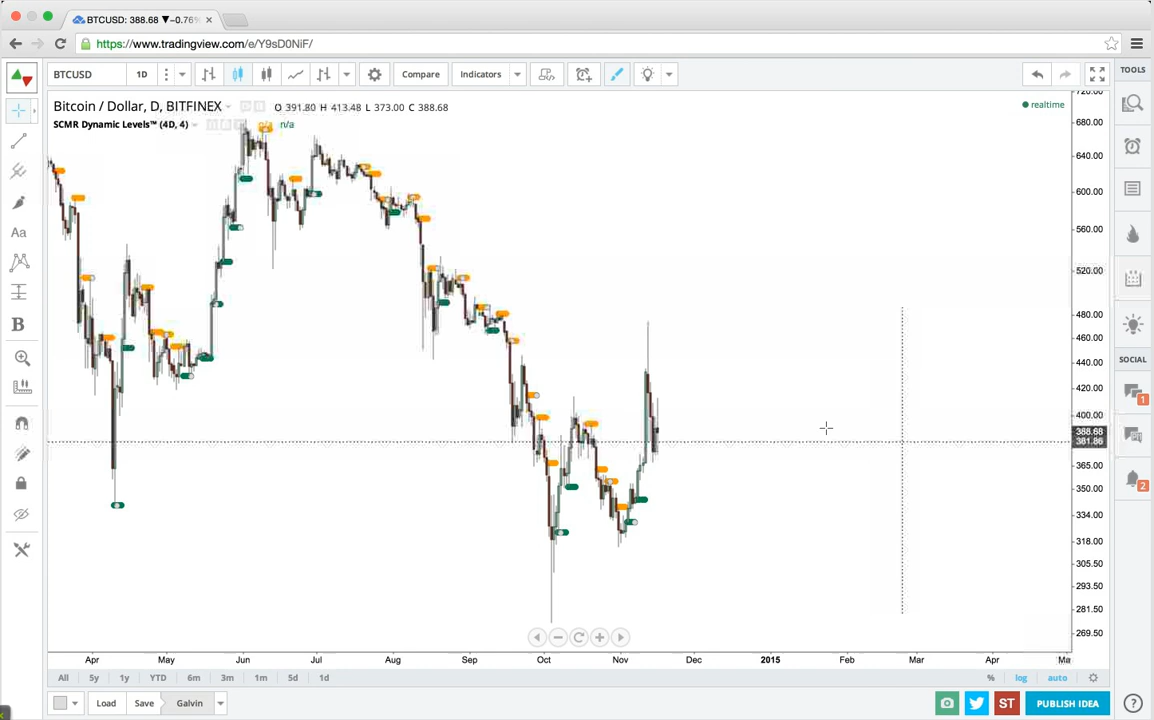 BTCUSD: 388.68 ▼−0.76%
https://www.tradingview.com/e/Y9sD0NiF/
BTCUSD 1D Compare Indicators TOOLS
Bitcoin / Dollar, D, BITFINEX O 391.80 H 413.48 L 373.00 C 388.68 realtime
SCMR Dynamic Levels™ (4D, 4) n/a n/a
720.00
680.00
640.00
600.00
560.00
520.00
480.00
460.00
440.00
420.00
400.00
388.68
381.86
365.00
350.00
334.00
318.00
305.50
293.50
281.50
269.50
Aa
B
SOCIAL
1
2
Apr May Jun Jul Aug Sep Oct Nov Dec 2015 Feb Mar Apr Ma
All 5y 1y YTD 6m 3m 1m 5d 1d % log auto
Load Save Galvin ST PUBLISH IDEA ?